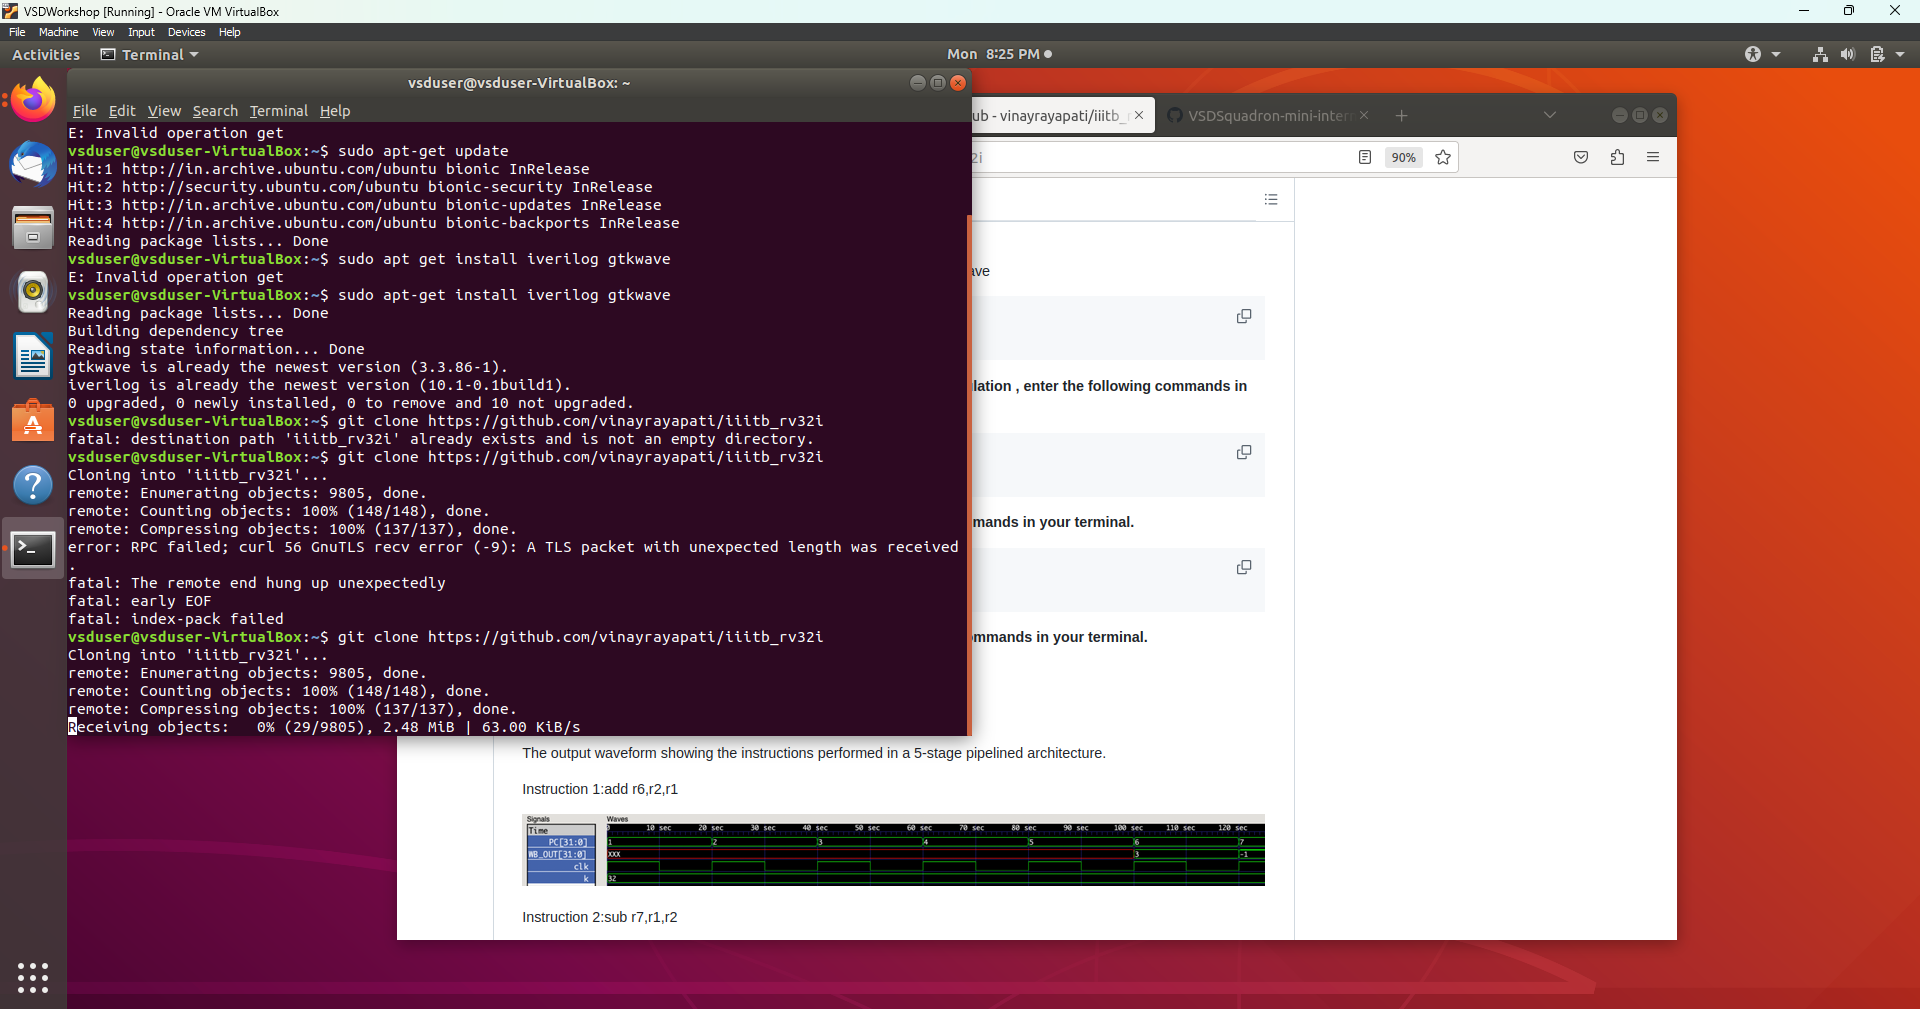 VSDWorkshop [Running] - Oracle VM VirtualBox
File Machine View Input Devices Help
Activities Terminal Mon 8:25 PM
vsduser@vsduser-VirtualBox: ~
File Edit View Search Terminal Help
E: Invalid operation get
vsduser@vsduser-VirtualBox:~$ sudo apt-get update
Hit:1 http://in.archive.ubuntu.com/ubuntu bionic InRelease
Hit:2 http://security.ubuntu.com/ubuntu bionic-security InRelease
Hit:3 http://in.archive.ubuntu.com/ubuntu bionic-updates InRelease
Hit:4 http://in.archive.ubuntu.com/ubuntu bionic-backports InRelease
Reading package lists... Done
vsduser@vsduser-VirtualBox:~$ sudo apt get install iverilog gtkwave
E: Invalid operation get
vsduser@vsduser-VirtualBox:~$ sudo apt-get install iverilog gtkwave
Reading package lists... Done
Building dependency tree
Reading state information... Done
gtkwave is already the newest version (3.3.86-1).
iverilog is already the newest version (10.1-0.1build1).
0 upgraded, 0 newly installed, 0 to remove and 10 not upgraded.
vsduser@vsduser-VirtualBox:~$ git clone https://github.com/vinayrayapati/iiitb_rv32i
fatal: destination path 'iiitb_rv32i' already exists and is not an empty directory.
vsduser@vsduser-VirtualBox:~$ git clone https://github.com/vinayrayapati/iiitb_rv32i
Cloning into 'iiitb_rv32i'...
remote: Enumerating objects: 9805, done.
remote: Counting objects: 100% (148/148), done.
remote: Compressing objects: 100% (137/137), done.
error: RPC failed; curl 56 GnuTLS recv error (-9): A TLS packet with unexpected length was received
.
fatal: The remote end hung up unexpectedly
fatal: early EOF
fatal: index-pack failed
vsduser@vsduser-VirtualBox:~$ git clone https://github.com/vinayrayapati/iiitb_rv32i
Cloning into 'iiitb_rv32i'...
remote: Enumerating objects: 9805, done.
remote: Counting objects: 100% (148/148), done.
remote: Compressing objects: 100% (137/137), done.
Receiving objects:   0% (29/9805), 2.48 MiB | 63.00 KiB/s
ub - vinayrayapati/iiitb_ VSDSquadron-mini-inter
2i 90%
ave
lation , enter the following commands in
mands in your terminal.
mmands in your terminal.
The output waveform showing the instructions performed in a 5-stage pipelined architecture.
Instruction 1:add r6,r2,r1
Signals Waves
Time 10 sec 20 sec 30 sec 40 sec 50 sec 60 sec 70 sec 80 sec 90 sec 100 sec 110 sec 120 sec
PC[31:0] 1 2 3 4 5 6 7
WB_OUT[31:0] XXX 3 -1
clk
k 32
Instruction 2:sub r7,r1,r2